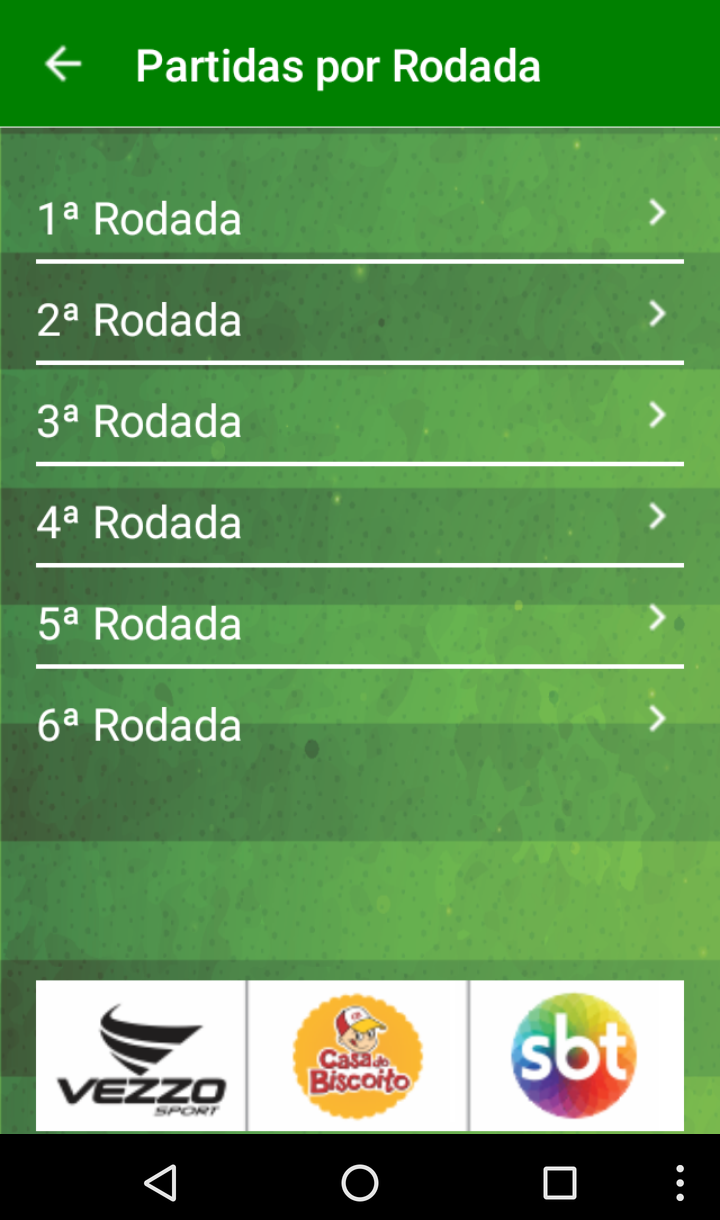 Partidas por Rodada
1ª Rodada
2ª Rodada
3ª Rodada
4ª Rodada
5ª Rodada
6ª Rodada
VEZZO
SPORT
Casa do
Biscoito
sbt